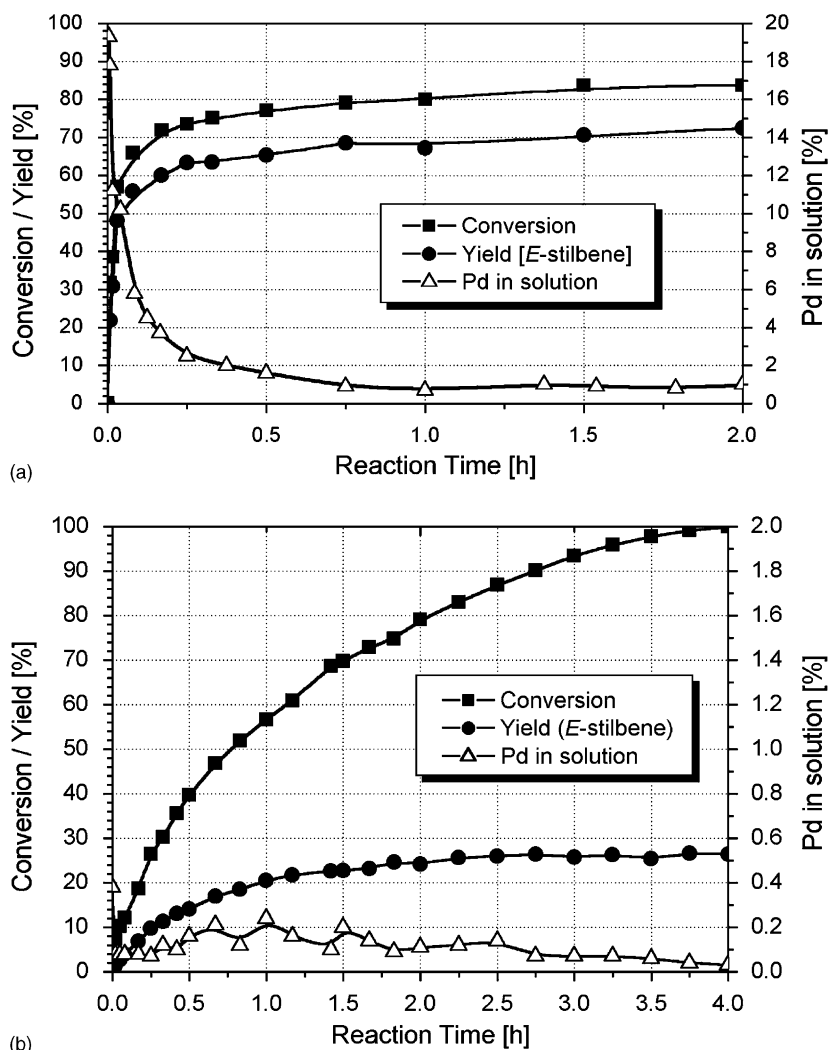 100
90
80
70
60
50
40
30
20
10
0
Conversion / Yield [%]
Conversion
Yield [E-stilbene]
Pd in solution
20
18
16
14
12
10
8
6
4
2
0
Pd in solution [%]
0.0 0.5 1.0 1.5 2.0
Reaction Time [h]
(a)
100
90
80
70
60
50
40
30
20
10
0
Conversion / Yield [%]
Conversion
Yield (E-stilbene)
Pd in solution
2.0
1.8
1.6
1.4
1.2
1.0
0.8
0.6
0.4
0.2
0.0
Pd in solution [%]
0.0 0.5 1.0 1.5 2.0 2.5 3.0 3.5 4.0
Reaction Time [h]
(b)